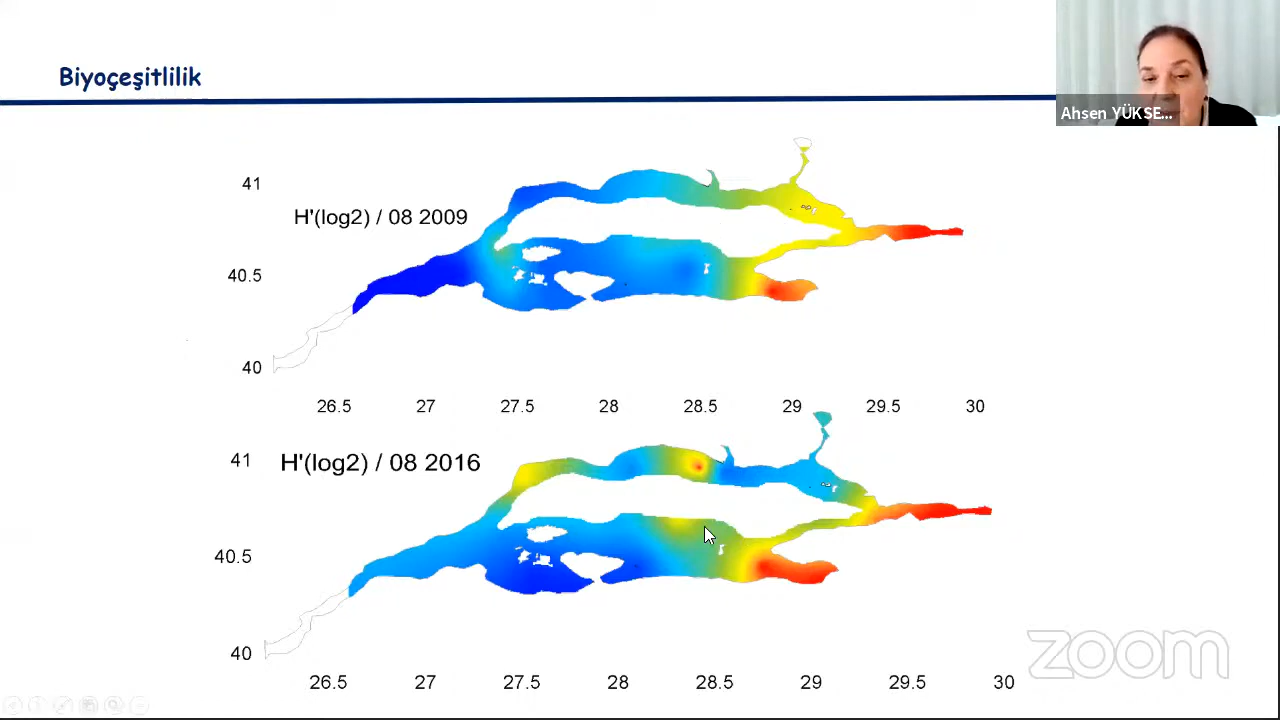 Biyoçeşitlilik
Ahsen YÜKSE...
41
H'(log2) / 08 2009
40.5
40
26.5 27 27.5 28 28.5 29 29.5 30
41
H'(log2) / 08 2016
40.5
40
26.5 27 27.5 28 28.5 29 29.5 30
zoom